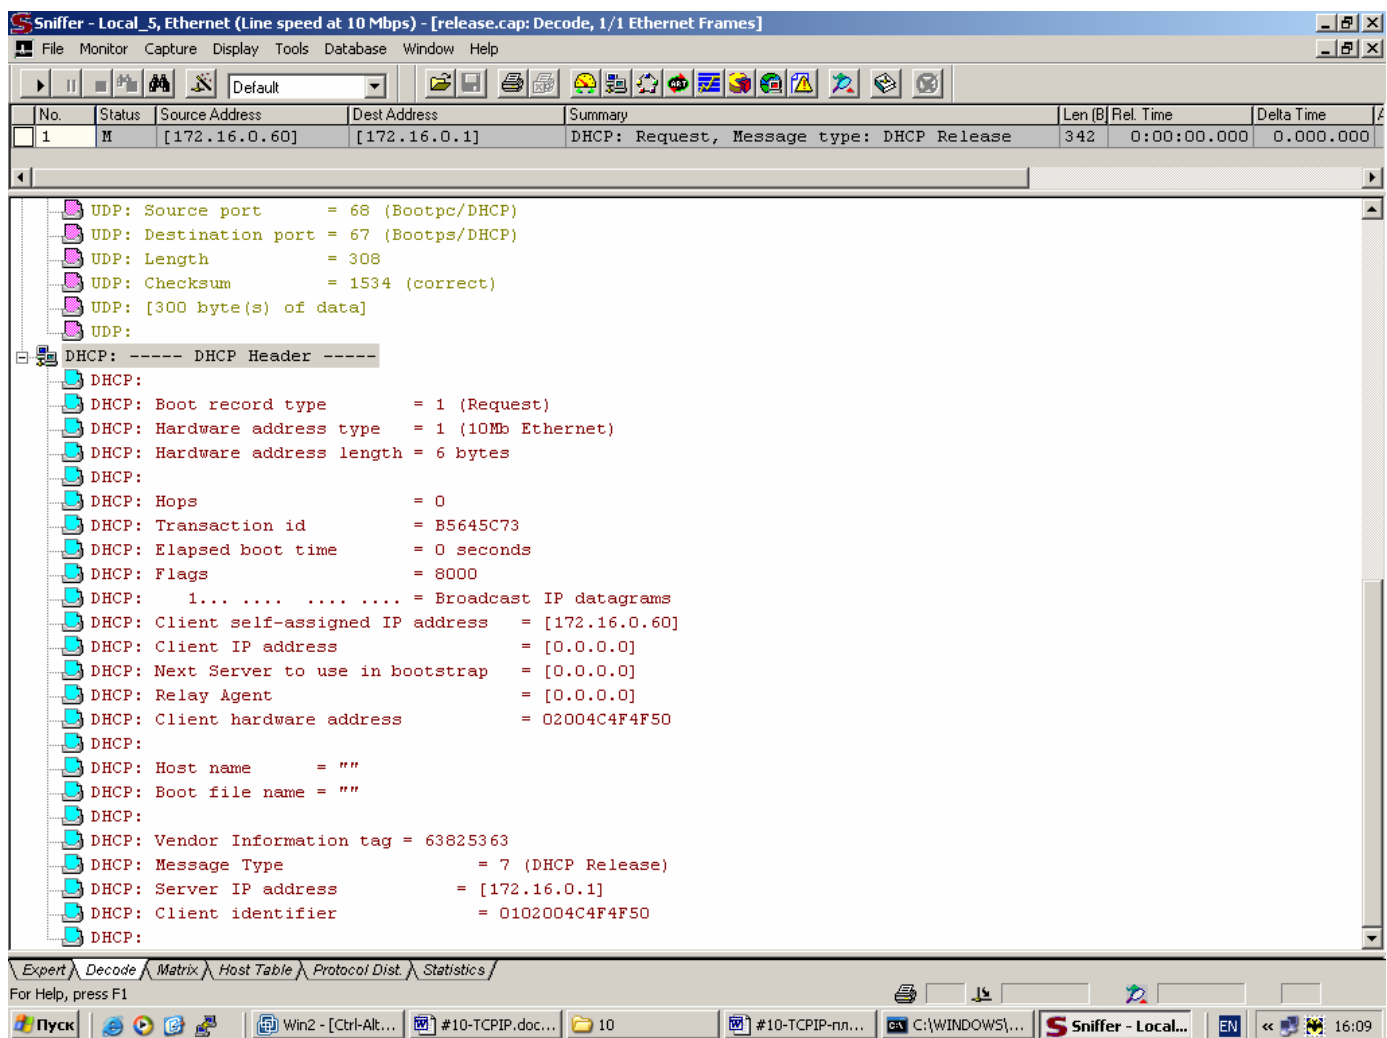 Sniffer - Local_5, Ethernet (Line speed at 10 Mbps) - [release.cap: Decode, 1/1 Ethernet Frames]
File Monitor Capture Display Tools Database Window Help
Default
No. Status Source Address Dest Address Summary Len (B Rel. Time Delta Time
1 M [172.16.0.60] [172.16.0.1] DHCP: Request, Message type: DHCP Release 342 0:00:00.000 0.000.000
UDP: Source port = 68 (Bootpc/DHCP)
UDP: Destination port = 67 (Bootps/DHCP)
UDP: Length = 308
UDP: Checksum = 1534 (correct)
UDP: [300 byte(s) of data]
UDP:
DHCP: ----- DHCP Header -----
DHCP:
DHCP: Boot record type = 1 (Request)
DHCP: Hardware address type = 1 (10Mb Ethernet)
DHCP: Hardware address length = 6 bytes
DHCP:
DHCP: Hops = 0
DHCP: Transaction id = B5645C73
DHCP: Elapsed boot time = 0 seconds
DHCP: Flags = 8000
DHCP: 1... .... .... .... = Broadcast IP datagrams
DHCP: Client self-assigned IP address = [172.16.0.60]
DHCP: Client IP address = [0.0.0.0]
DHCP: Next Server to use in bootstrap = [0.0.0.0]
DHCP: Relay Agent = [0.0.0.0]
DHCP: Client hardware address = 02004C4F4F50
DHCP:
DHCP: Host name = ""
DHCP: Boot file name = ""
DHCP:
DHCP: Vendor Information tag = 63825363
DHCP: Message Type = 7 (DHCP Release)
DHCP: Server IP address = [172.16.0.1]
DHCP: Client identifier = 0102004C4F4F50
DHCP:
Expert Decode Matrix Host Table Protocol Dist. Statistics
For Help, press F1
Пуск Win2 - [Ctrl-Alt... #10-TCPIP.doc... 10 #10-TCPIP-пл... C:\WINDOWS\... Sniffer - Local... EN « 16:09